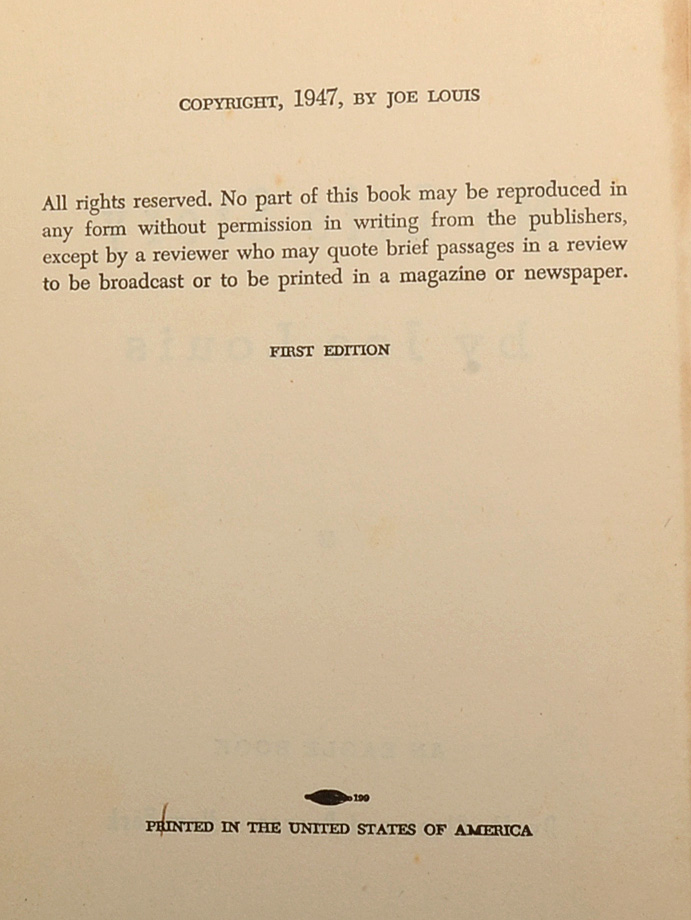 COPYRIGHT, 1947, BY JOE LOUIS
All rights reserved. No part of this book may be reproduced in
any form without permission in writing from the publishers,
except by a reviewer who may quote brief passages in a review
to be broadcast or to be printed in a magazine or newspaper.
FIRST EDITION
199
PRINTED IN THE UNITED STATES OF AMERICA